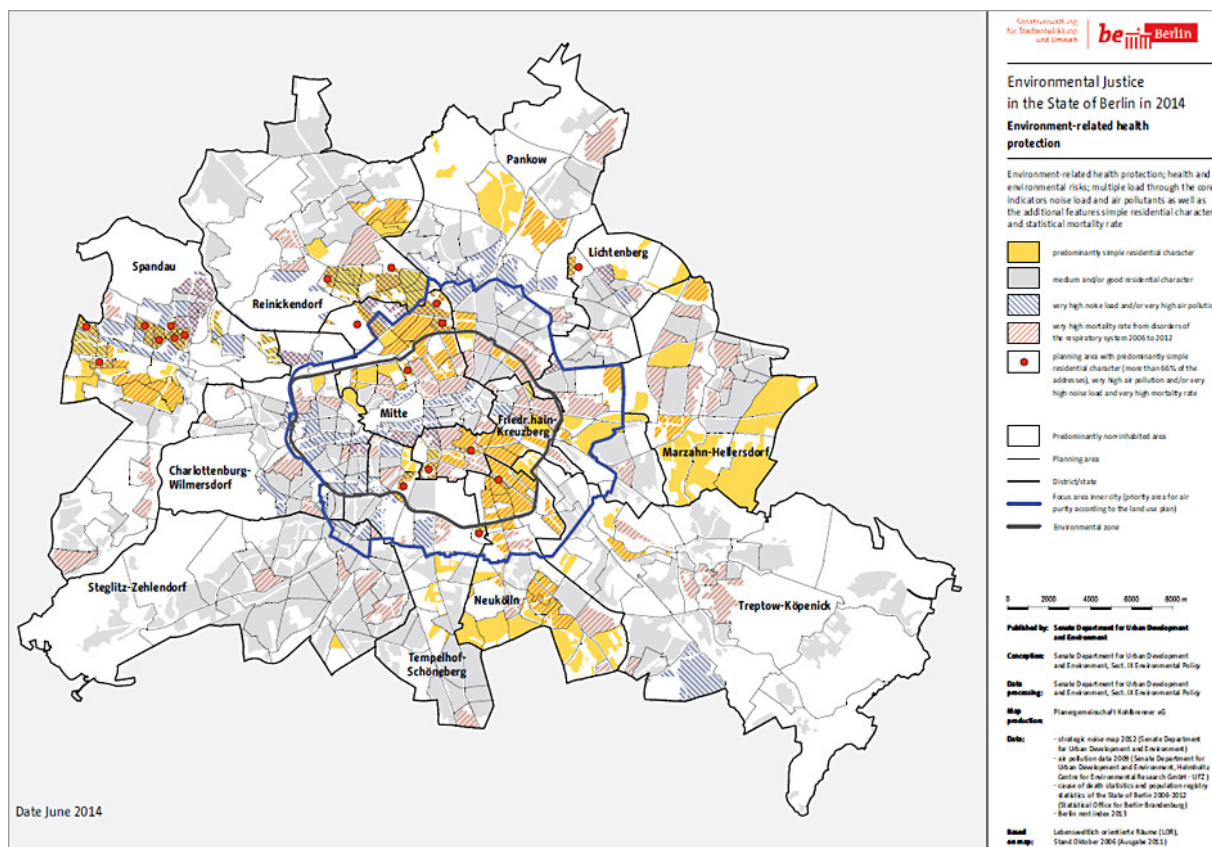 Senatsverwaltung
für Stadtentwicklung
und Umwelt
be Berlin
Environmental Justice
in the State of Berlin in 2014
Environment-related health
protection
Environment-related health protection; health and
environmental risks; multiple load through the core
indicators noise load and air pollutants as well as
the additional features simple residential character
and statistical mortality rate
predominantly simple residential character
medium and/or good residential character
very high noise load and/or very high air pollution
very high mortality rate from disorders of
the respiratory system 2006 to 2012
planning area with predominantly simple
residential character (more than 66% of the
addresses), very high air pollution and/or very
high noise load and very high mortality rate
Predominantly non-inhabited area
Planning area
District/state
Focus area inner city (priority area for air
purity according to the land use plan)
Environmental zone
0 2000 4000 6000 8000 m
Published by: Senate Department for Urban Development
and Environment
Conception: Senate Department for Urban Development
and Environment, Sect. IX Environmental Policy
Data processing: Senate Department for Urban Development
and Environment, Sect. IX Environmental Policy
Map production: Planergemeinschaft Kohlbrenner eG
Data: - strategic noise map 2012 (Senate Department
for Urban Development and Environment)
- air pollution data 2009 (Senate Department for
Urban Development and Environment, Helmholtz
Centre for Environmental Research GmbH - UFZ)
- cause of death statistics and population registry
statistics of the State of Berlin 2006-2012
(Statistical Office for Berlin-Brandenburg)
- Berlin rent index 2013
Based on map: Lebensweltlich orientierte Räume (LOR),
Stand Oktober 2006 (Ausgabe 2011)
Pankow
Lichtenberg
Spandau
Reinickendorf
Mitte
Friedr.hain-
Kreuzberg
Marzahn-Hellersdorf
Charlottenburg-
Wilmersdorf
Steglitz-Zehlendorf
Neukölln
Treptow-Köpenick
Tempelhof-
Schöneberg
Date June 2014